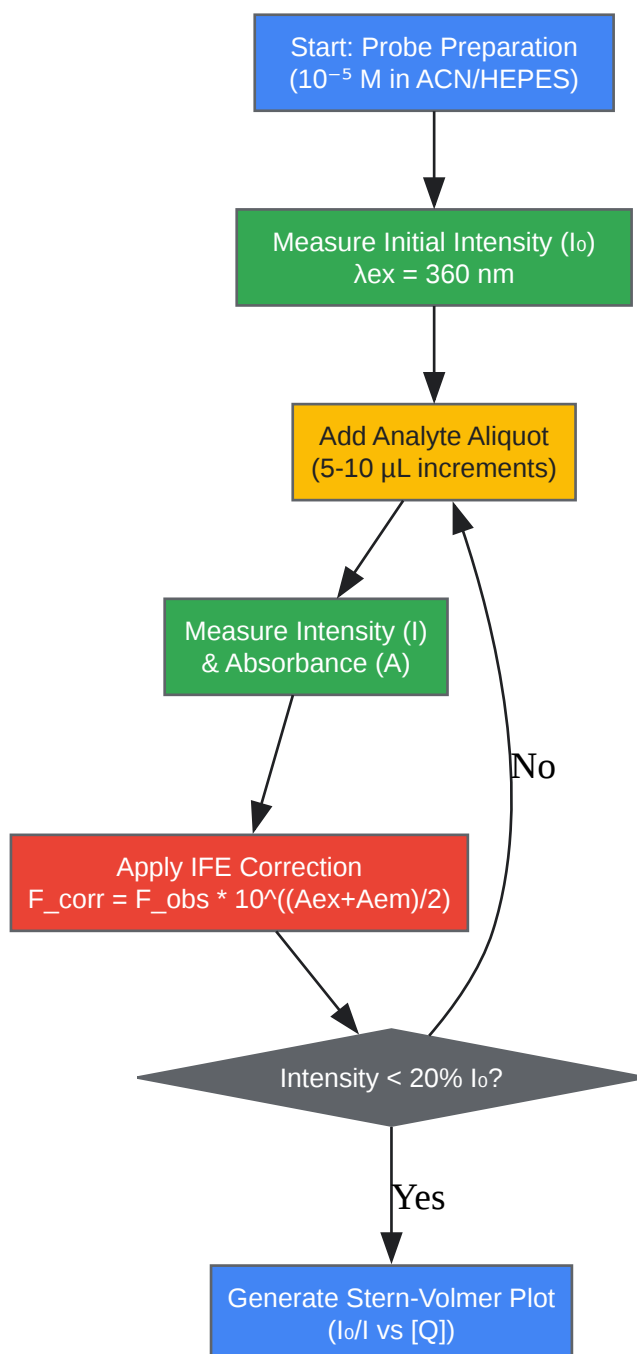 Start: Probe Preparation
(10⁻⁵ M in ACN/HEPES)
Measure Initial Intensity (I₀)
λex = 360 nm
Add Analyte Aliquot
(5-10 µL increments)
Measure Intensity (I)
& Absorbance (A)
No
Apply IFE Correction
F_corr = F_obs * 10^((Aex+Aem)/2)
Intensity < 20% I₀?
Yes
Generate Stern-Volmer Plot
(I₀/I vs [Q])